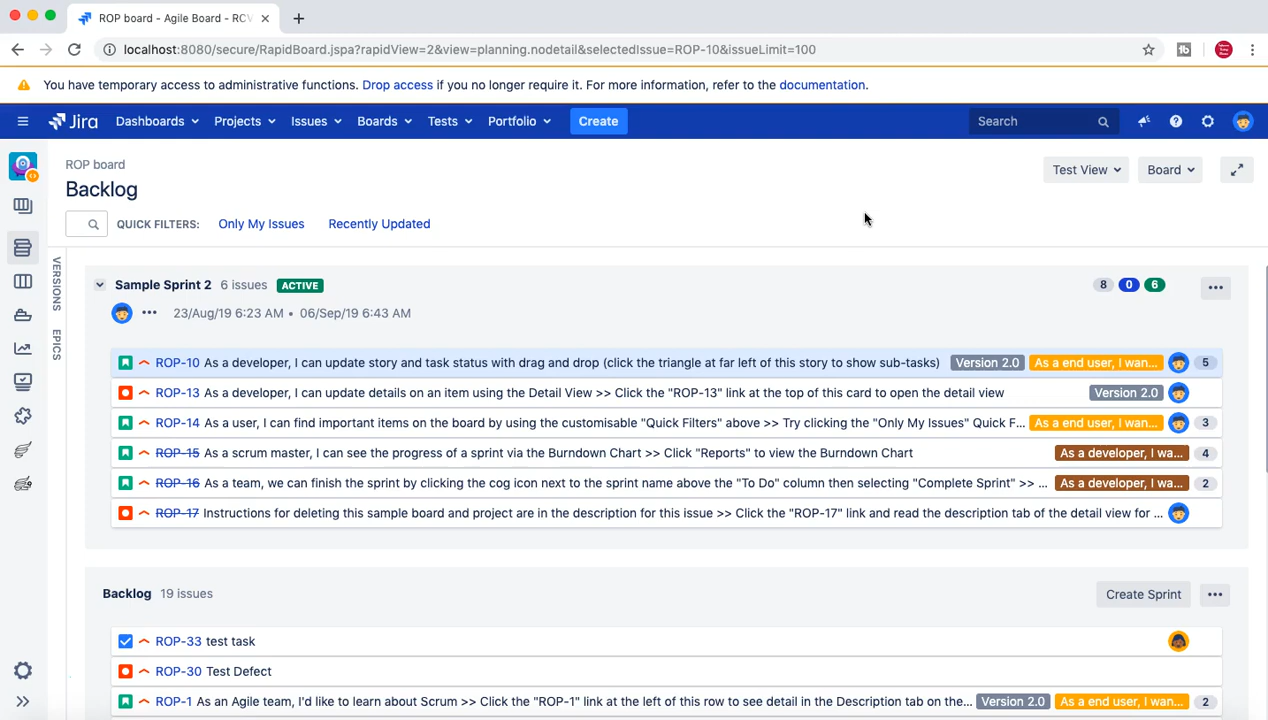 ROP board - Agile Board - RCV
localhost:8080/secure/RapidBoard.jspa?rapidView=2&view=planning.nodetail&selectedIssue=ROP-10&issueLimit=100
You have temporary access to administrative functions. Drop access if you no longer require it. For more information, refer to the documentation.
Jira Dashboards Projects Issues Boards Tests Portfolio Create Search
ROP board
Backlog
Test View Board
QUICK FILTERS: Only My Issues Recently Updated
VERSIONS
EPICS
Sample Sprint 2 6 issues ACTIVE 8 0 6
23/Aug/19 6:23 AM • 06/Sep/19 6:43 AM
ROP-10 As a developer, I can update story and task status with drag and drop (click the triangle at far left of this story to show sub-tasks) Version 2.0 As a end user, I wan... 5
ROP-13 As a developer, I can update details on an item using the Detail View >> Click the "ROP-13" link at the top of this card to open the detail view Version 2.0
ROP-14 As a user, I can find important items on the board by using the customisable "Quick Filters" above >> Try clicking the "Only My Issues" Quick F... As a end user, I wan... 3
ROP-15 As a scrum master, I can see the progress of a sprint via the Burndown Chart >> Click "Reports" to view the Burndown Chart As a developer, I wa... 4
ROP-16 As a team, we can finish the sprint by clicking the cog icon next to the sprint name above the "To Do" column then selecting "Complete Sprint" >> ... As a developer, I wa... 2
ROP-17 Instructions for deleting this sample board and project are in the description for this issue >> Click the "ROP-17" link and read the description tab of the detail view for ...
Backlog 19 issues Create Sprint
ROP-33 test task
ROP-30 Test Defect
ROP-1 As an Agile team, I'd like to learn about Scrum >> Click the "ROP-1" link at the left of this row to see detail in the Description tab on the... Version 2.0 As a end user, I wan... 2